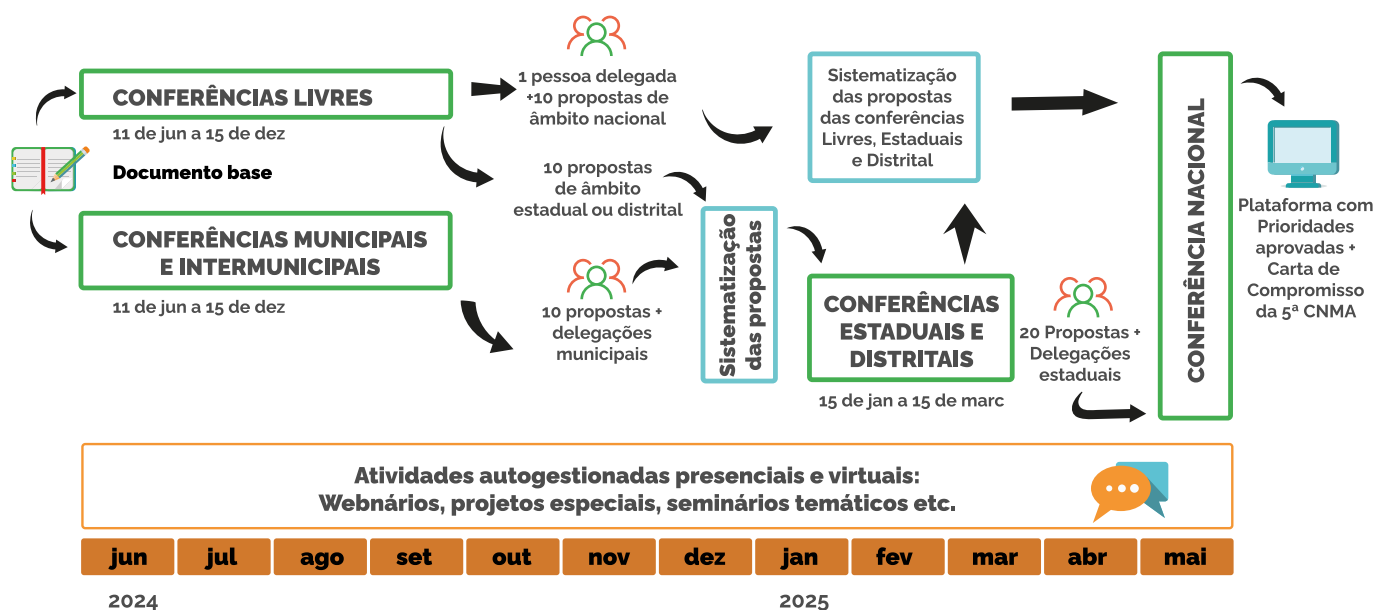 CONFERÊNCIAS LIVRES
11 de jun a 15 de dez
Documento base
CONFERÊNCIAS MUNICIPAIS
E INTERMUNICIPAIS
11 de jun a 15 de dez
1 pessoa delegada
+10 propostas de
âmbito nacional
10 propostas
de âmbito
estadual ou distrital
10 propostas +
delegações
municipais
Sistematização
das propostas
Sistematização
das propostas
das conferências
Livres, Estaduais
e Distrital
CONFERÊNCIAS
ESTADUAIS E
DISTRITAIS
15 de jan a 15 de marc
20 Propostas +
Delegações
estaduais
CONFERÊNCIA NACIONAL
Plataforma com
Prioridades
aprovadas +
Carta de
Compromisso
da 5ª CNMA
Atividades autogestionadas presenciais e virtuais:
Webnários, projetos especiais, seminários temáticos etc.
jun jul ago set out nov dez jan fev mar abr mai
2024 2025